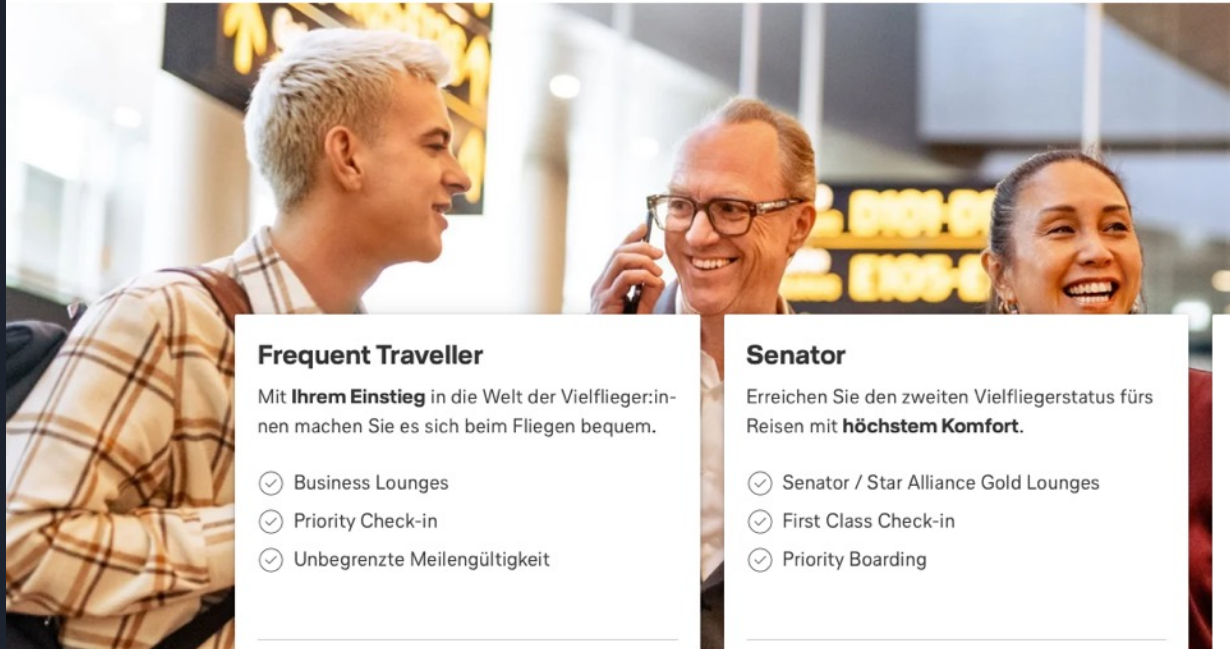 D101-D
E105-E
Frequent Traveller
Mit Ihrem Einstieg in die Welt der Vielflieger:in-
nen machen Sie es sich beim Fliegen bequem.
Business Lounges
Priority Check-in
Unbegrenzte Meilengültigkeit
Senator
Erreichen Sie den zweiten Vielfliegerstatus fürs
Reisen mit höchstem Komfort.
Senator / Star Alliance Gold Lounges
First Class Check-in
Priority Boarding